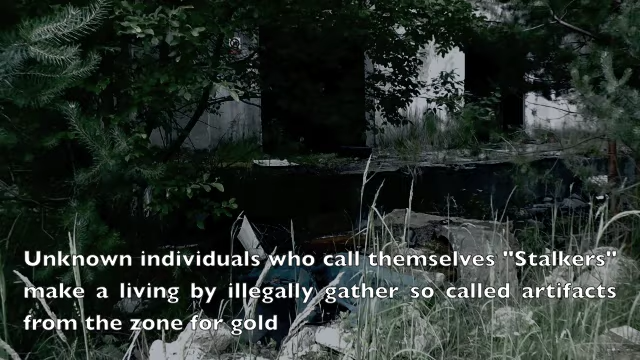 Unknown individuals who call themselves "Stalkers"
make a living by illegally gather so called artifacts
from the zone for gold